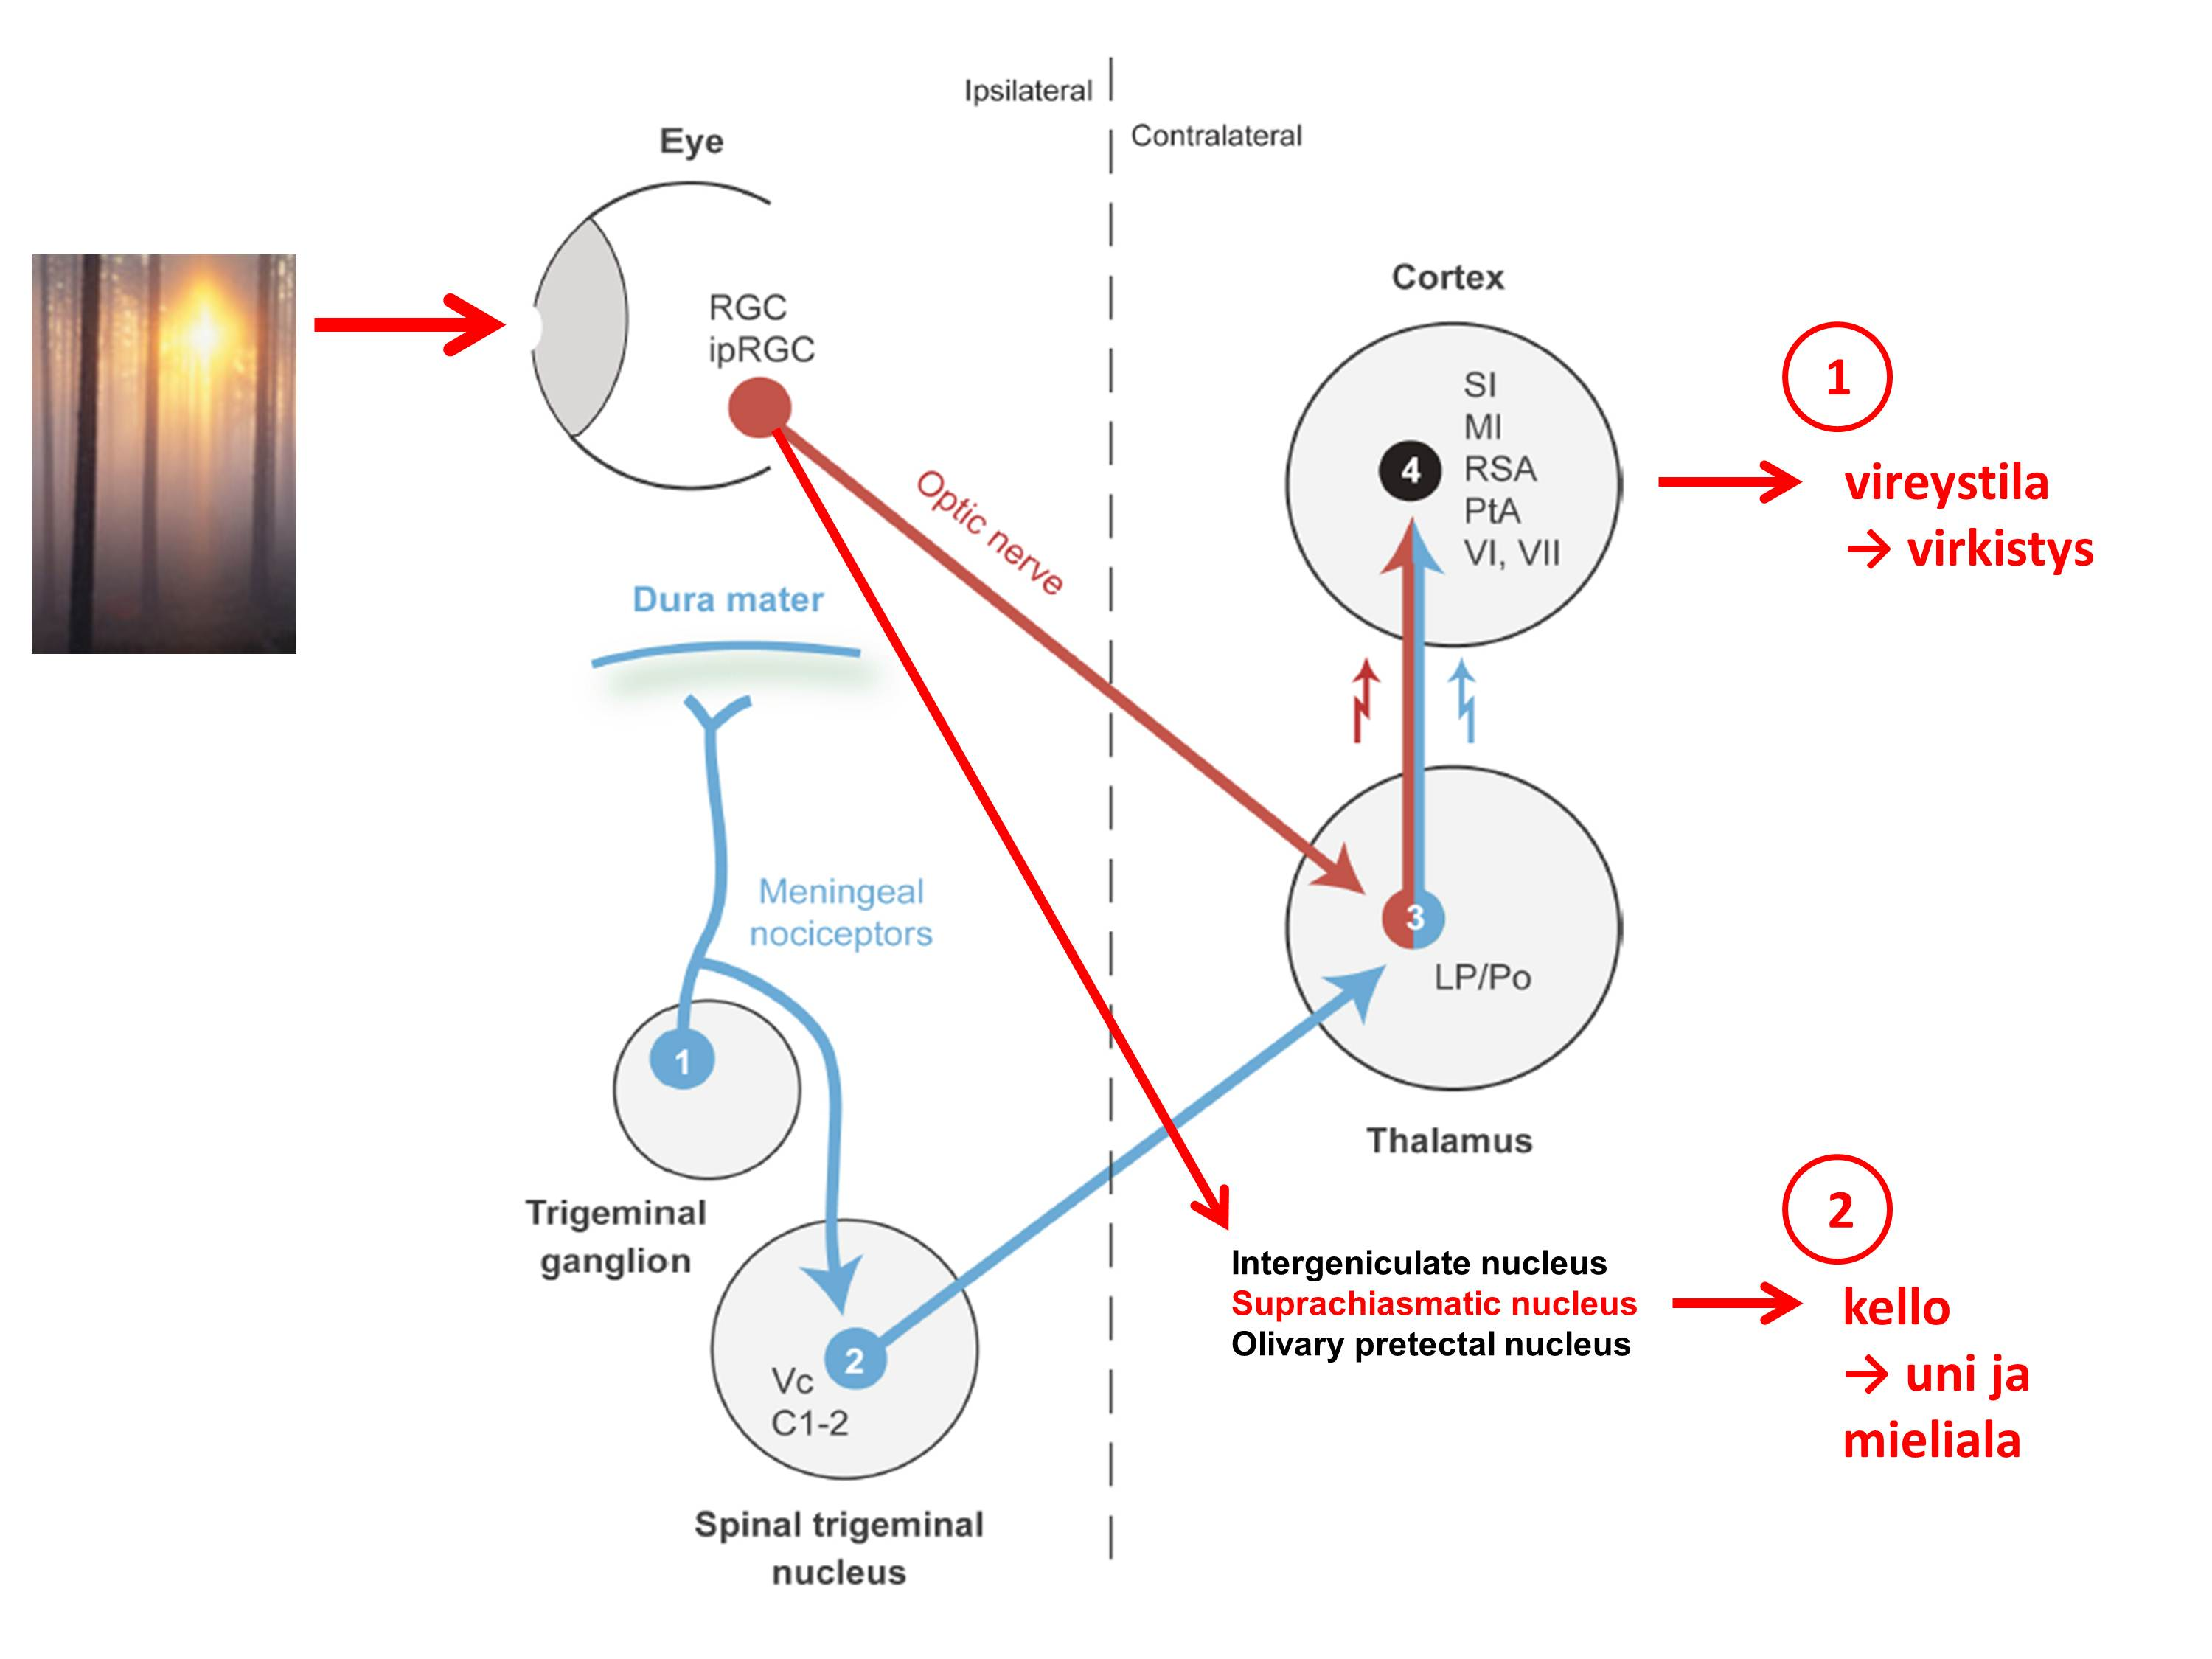 Ipsilateral
Contralateral
Eye
RGC
ipRGC
Optic nerve
Cortex
SI
MI
4
RSA
PtA
VI, VII
1
vireystila
→ virkistys
Dura mater
Meningeal
nociceptors
3
LP/Po
Thalamus
1
Trigeminal
ganglion
2
Vc
C1-2
Spinal trigeminal
nucleus
Intergeniculate nucleus
Suprachiasmatic nucleus
Olivary pretectal nucleus
2
kello
→ uni ja
mieliala